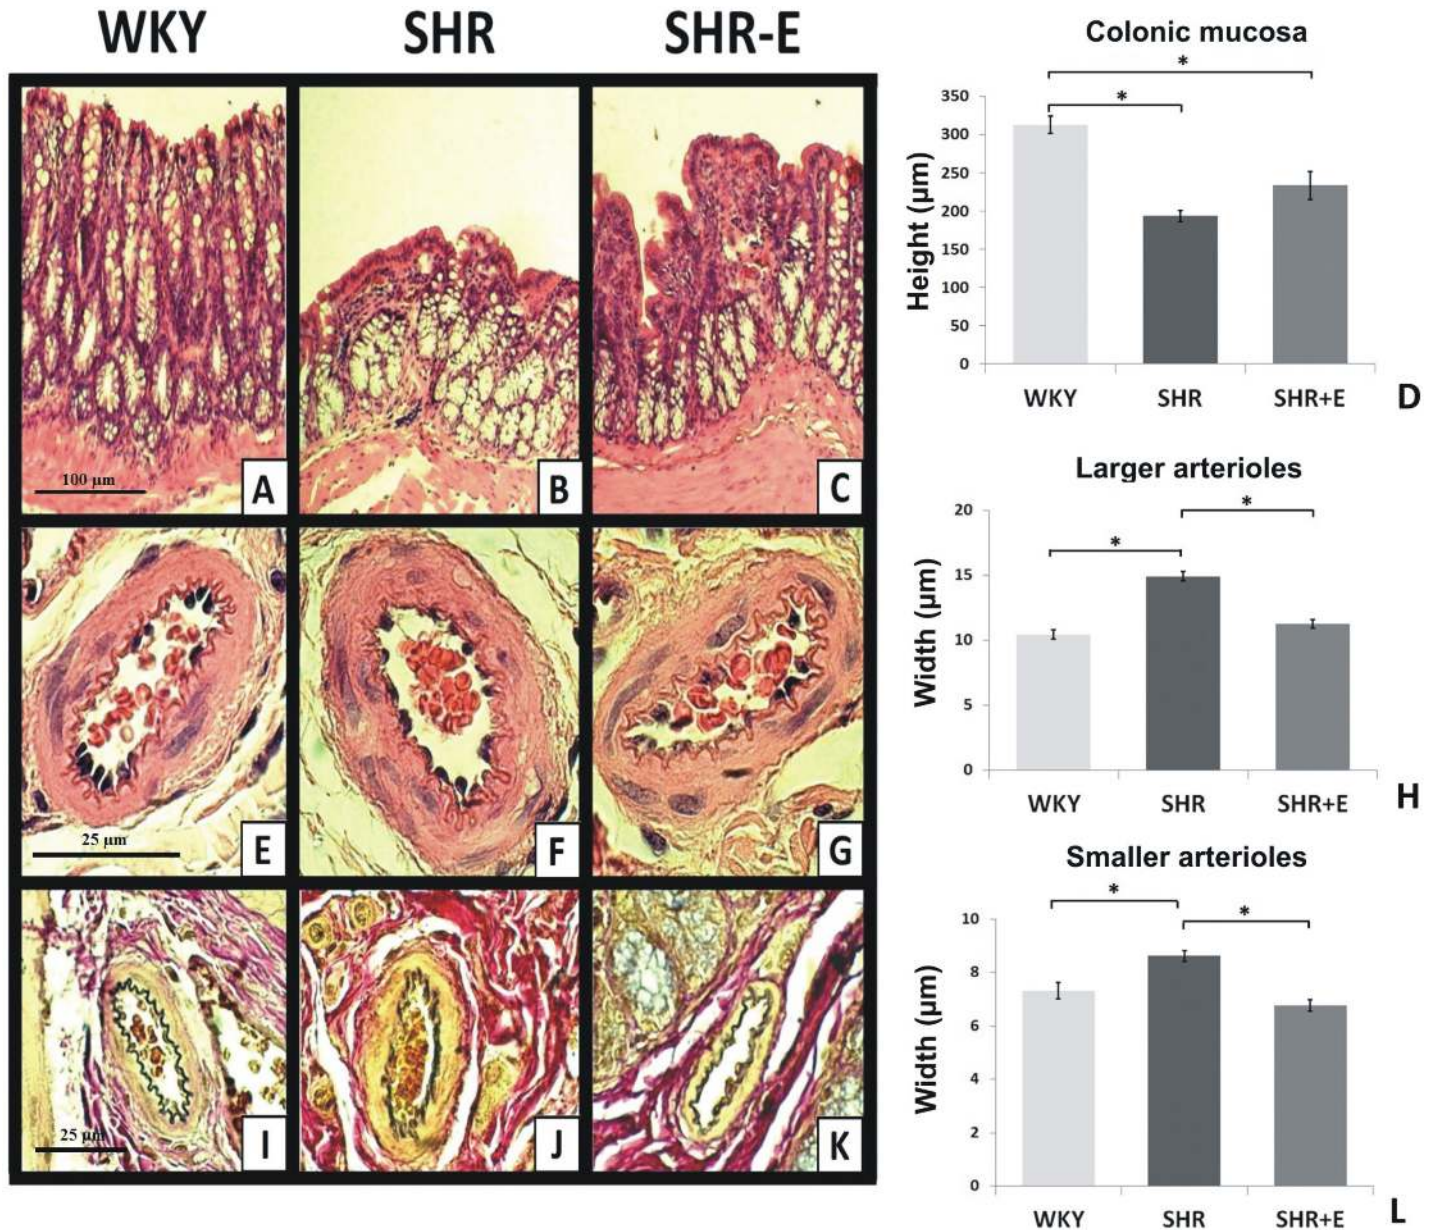 WKY SHR SHR-E
100 µm
A
B
C
25 µm
E
F
G
25 µm
I
J
K
Colonic mucosa
*
*
Height (µm)
350
300
250
200
150
100
50
0
WKY SHR SHR+E
D
Larger arterioles
*
*
Width (µm)
20
15
10
5
0
WKY SHR SHR+E
H
Smaller arterioles
*
*
Width (µm)
10
8
6
4
2
0
WKY SHR SHR+E
L